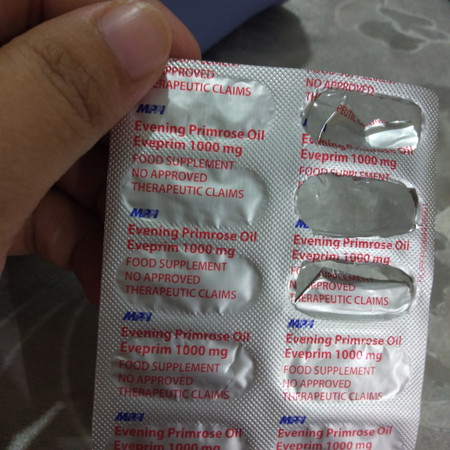 APPROVED
THERAPEUTIC CLAIMS
MPI
Evening Primrose Oil
Eveprim 1000 mg
FOOD SUPPLEMENT
NO APPROVED
THERAPEUTIC CLAIMS
MPI
Evening Primrose Oil
Eveprim 1000 mg
FOOD SUPPLEMENT
NO APPROVED
THERAPEUTIC CLAIMS
MPI
Evening Primrose Oil
Eveprim 1000 mg
FOOD SUPPLEMENT
NO APPROVED
THERAPEUTIC CLAIMS
MPI
Evening Primrose Oil
Eveprim 1000 mg
NO APPROVED
THER
Primrose Oil
Eveprim 1000 mg
FOOD SUPPLEMENT
Evening Primrose Oil
Eveprim 1000 mg
APPROVED
THERAPEUTIC CLAIMS
MPI
Evening Primrose Oil
Eveprim 1000 mg
FOOD SUPPLEMENT
NO APPROVED
THERAPEUTIC CLAIMS
MPI
Evening Primrose Oil
Eveprim 1000 mg